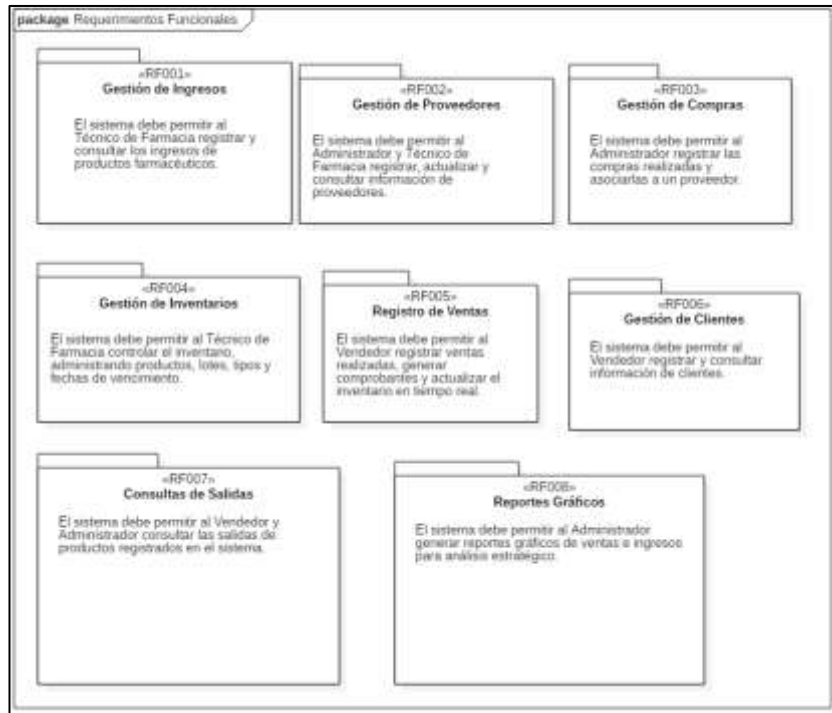 package Requerimientos Funcionales
«RF001»
Gestión de Ingresos
El sistema debe permitir al
Técnico de Farmacia registrar y
consultar los ingresos de
productos farmacéuticos.
«RF002»
Gestión de Proveedores
El sistema debe permitir al
Administrador y Técnico de
Farmacia registrar, actualizar y
consultar información de
proveedores.
«RF003»
Gestión de Compras
El sistema debe permitir al
Administrador registrar las
compras realizadas y
asociarlas a un proveedor.
«RF004»
Gestión de Inventarios
El sistema debe permitir al Técnico de
Farmacia controlar el inventario,
administrando productos, lotes, tipos y
fechas de vencimiento.
«RF005»
Registro de Ventas
El sistema debe permitir al
Vendedor registrar ventas
realizadas, generar
comprobantes y actualizar el
inventario en tiempo real.
«RF006»
Gestión de Clientes
El sistema debe permitir al
Vendedor registrar y consultar
información de clientes.
«RF007»
Consultas de Salidas
El sistema debe permitir al Vendedor y
Administrador consultar las salidas de
productos registrados en el sistema.
«RF008»
Reportes Gráficos
El sistema debe permitir al Administrador
generar reportes gráficos de ventas e ingresos
para análisis estratégico.